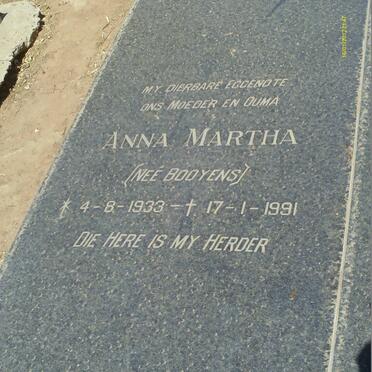 MY DIERBARE EGGENOTE
ONS MOEDER EN OUMA
ANNA MARTHA
(NEÉ BOOYENS)
* 4-8-1933 - † 17-1-1991
DIE HERE IS MY HERDER